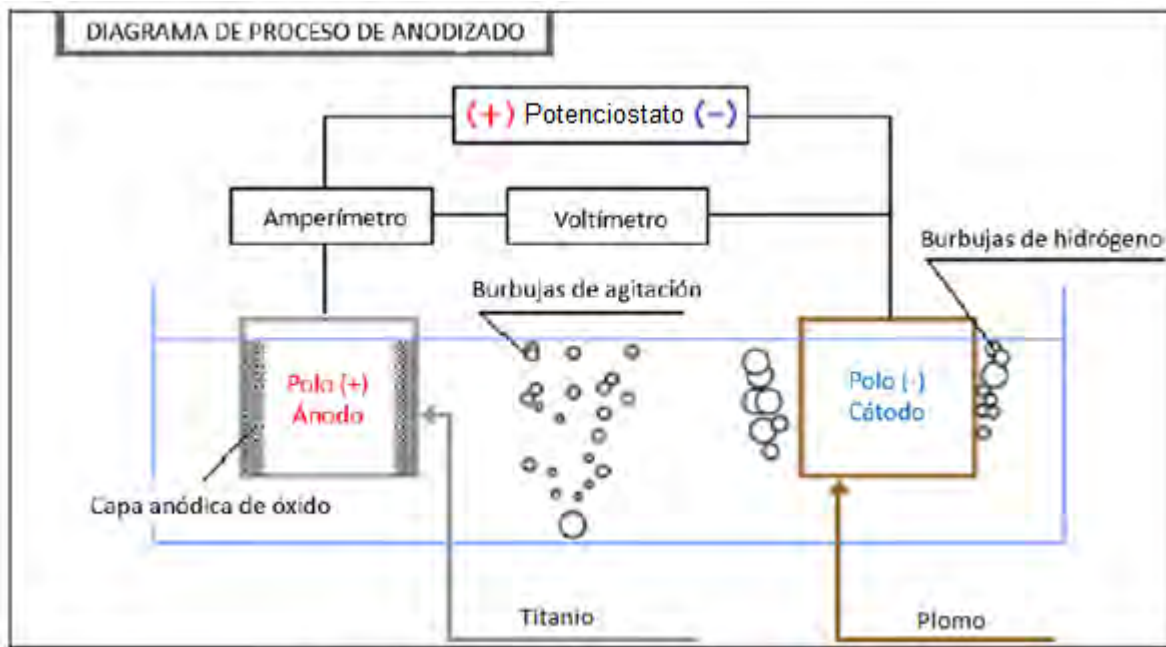 DIAGRAMA DE PROCESO DE ANODIZADO
(+) Potenciostato (-)
Amperímetro
Voltímetro
Burbujas de hidrógeno
Burbujas de agitación
Polo (+)
Ánodo
Polo (-)
Cátodo
Capa anódica de óxido
Titanio
Plomo